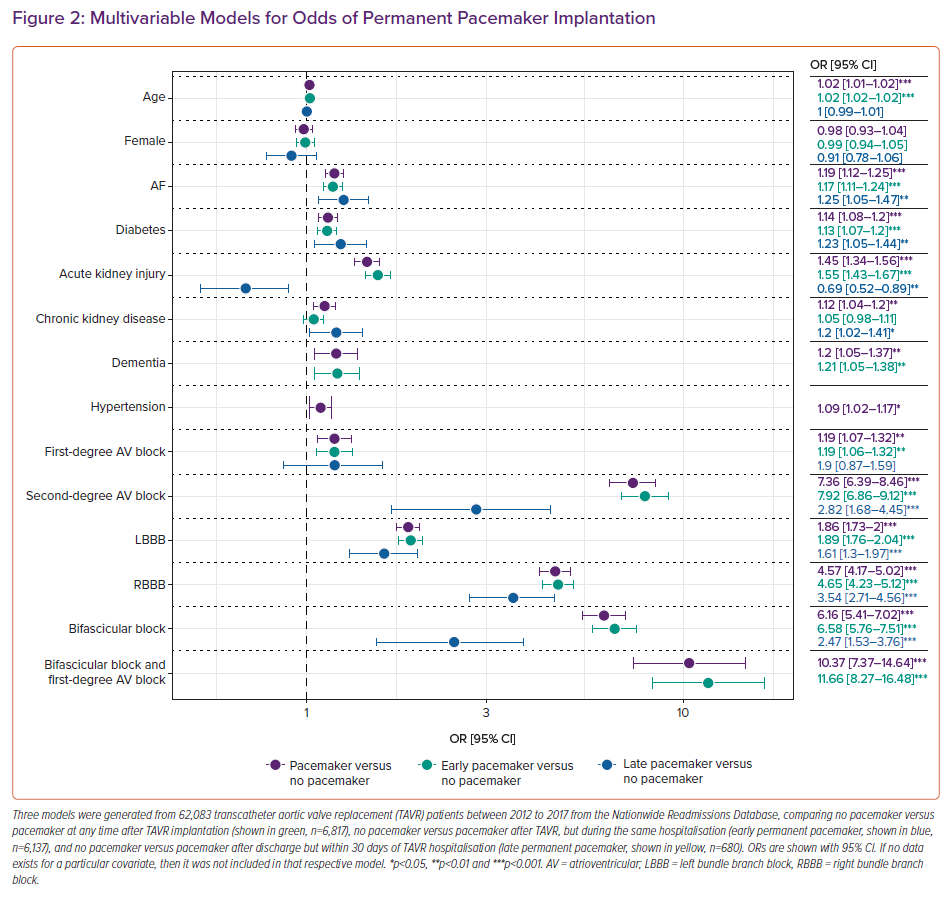 Figure 2: Multivariable Models for Odds of Permanent Pacemaker Implantation
OR [95% CI]
Age
1.02 [1.01–1.02]***
1.02 [1.02–1.02]***
1 [0.99–1.01]
Female
0.98 [0.93–1.04]
0.99 [0.94–1.05]
0.91 [0.78–1.06]
AF
1.19 [1.12–1.25]***
1.17 [1.11–1.24]***
1.25 [1.05–1.47]**
Diabetes
1.14 [1.08–1.2]***
1.13 [1.07–1.2]***
1.23 [1.05–1.44]**
Acute kidney injury
1.45 [1.34–1.56]***
1.55 [1.43–1.67]***
0.69 [0.52–0.89]**
Chronic kidney disease
1.12 [1.04–1.2]**
1.05 [0.98–1.11]
1.2 [1.02–1.41]*
Dementia
1.2 [1.05–1.37]**
1.21 [1.05–1.38]**
Hypertension
1.09 [1.02–1.17]*
First-degree AV block
1.19 [1.07–1.32]**
1.19 [1.06–1.32]**
1.9 [0.87–1.59]
Second-degree AV block
7.36 [6.39–8.46]***
7.92 [6.86–9.12]***
2.82 [1.68–4.45]***
LBBB
1.86 [1.73–2]***
1.89 [1.76–2.04]***
1.61 [1.3–1.97]***
RBBB
4.57 [4.17–5.02]***
4.65 [4.23–5.12]***
3.54 [2.71–4.56]***
Bifascicular block
6.16 [5.41–7.02]***
6.58 [5.76–7.51]***
2.47 [1.53–3.76]***
Bifascicular block and
first-degree AV block
10.37 [7.37–14.64]***
11.66 [8.27–16.48]***
1 3 10
OR [95% CI]
Pacemaker versus
no pacemaker
Early pacemaker versus
no pacemaker
Late pacemaker versus
no pacemaker
Three models were generated from 62,083 transcatheter aortic valve replacement (TAVR) patients between 2012 to 2017 from the Nationwide Readmissions Database, comparing no pacemaker versus
pacemaker at any time after TAVR implantation (shown in green, n=6,817), no pacemaker versus pacemaker after TAVR, but during the same hospitalisation (early permanent pacemaker, shown in blue,
n=6,137), and no pacemaker versus pacemaker after discharge but within 30 days of TAVR hospitalisation (late permanent pacemaker, shown in yellow, n=680). ORs are shown with 95% CI. If no data
exists for a particular covariate, then it was not included in that respective model. *p<0.05, **p<0.01 and ***p<0.001. AV = atrioventricular; LBBB = left bundle branch block, RBBB = right bundle branch
block.